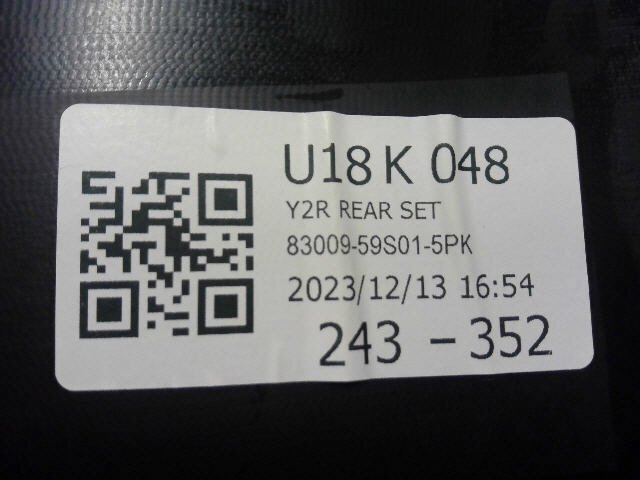 U18 K 048
Y2R REAR SET
83009-59S01-5PK
2023/12/13 16:54
243 - 352